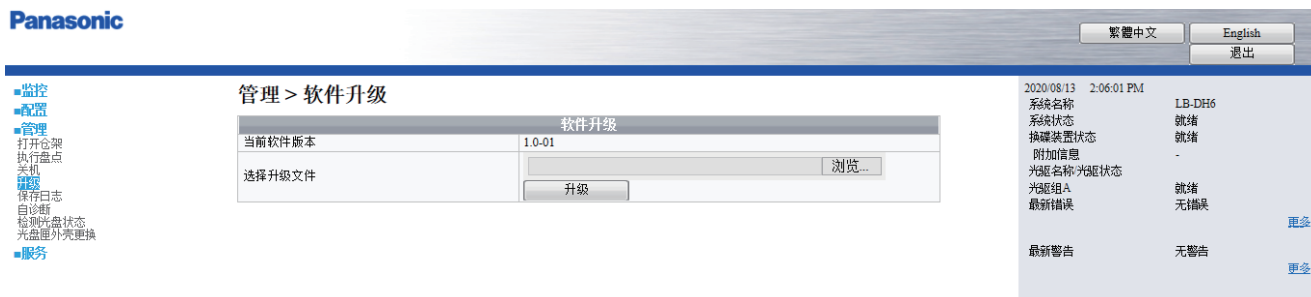 Panasonic
繁體中文
English
退出
■监控
■配置
■管理
打开仓架
执行盘点
关机
升级
保存日志
自诊断
检测光盘状态
光盘匣外壳更换
■服务
管理 > 软件升级
软件升级
当前软件版本 1.0-01
选择升级文件 浏览...
升级
2020/08/13 2:06:01 PM
系统名称 LB-DH6
系统状态 就绪
换碟装置状态 就绪
附加信息 -
光驱名称/光驱状态
光驱组A 就绪
最新错误 无错误
更多
最新警告 无警告
更多